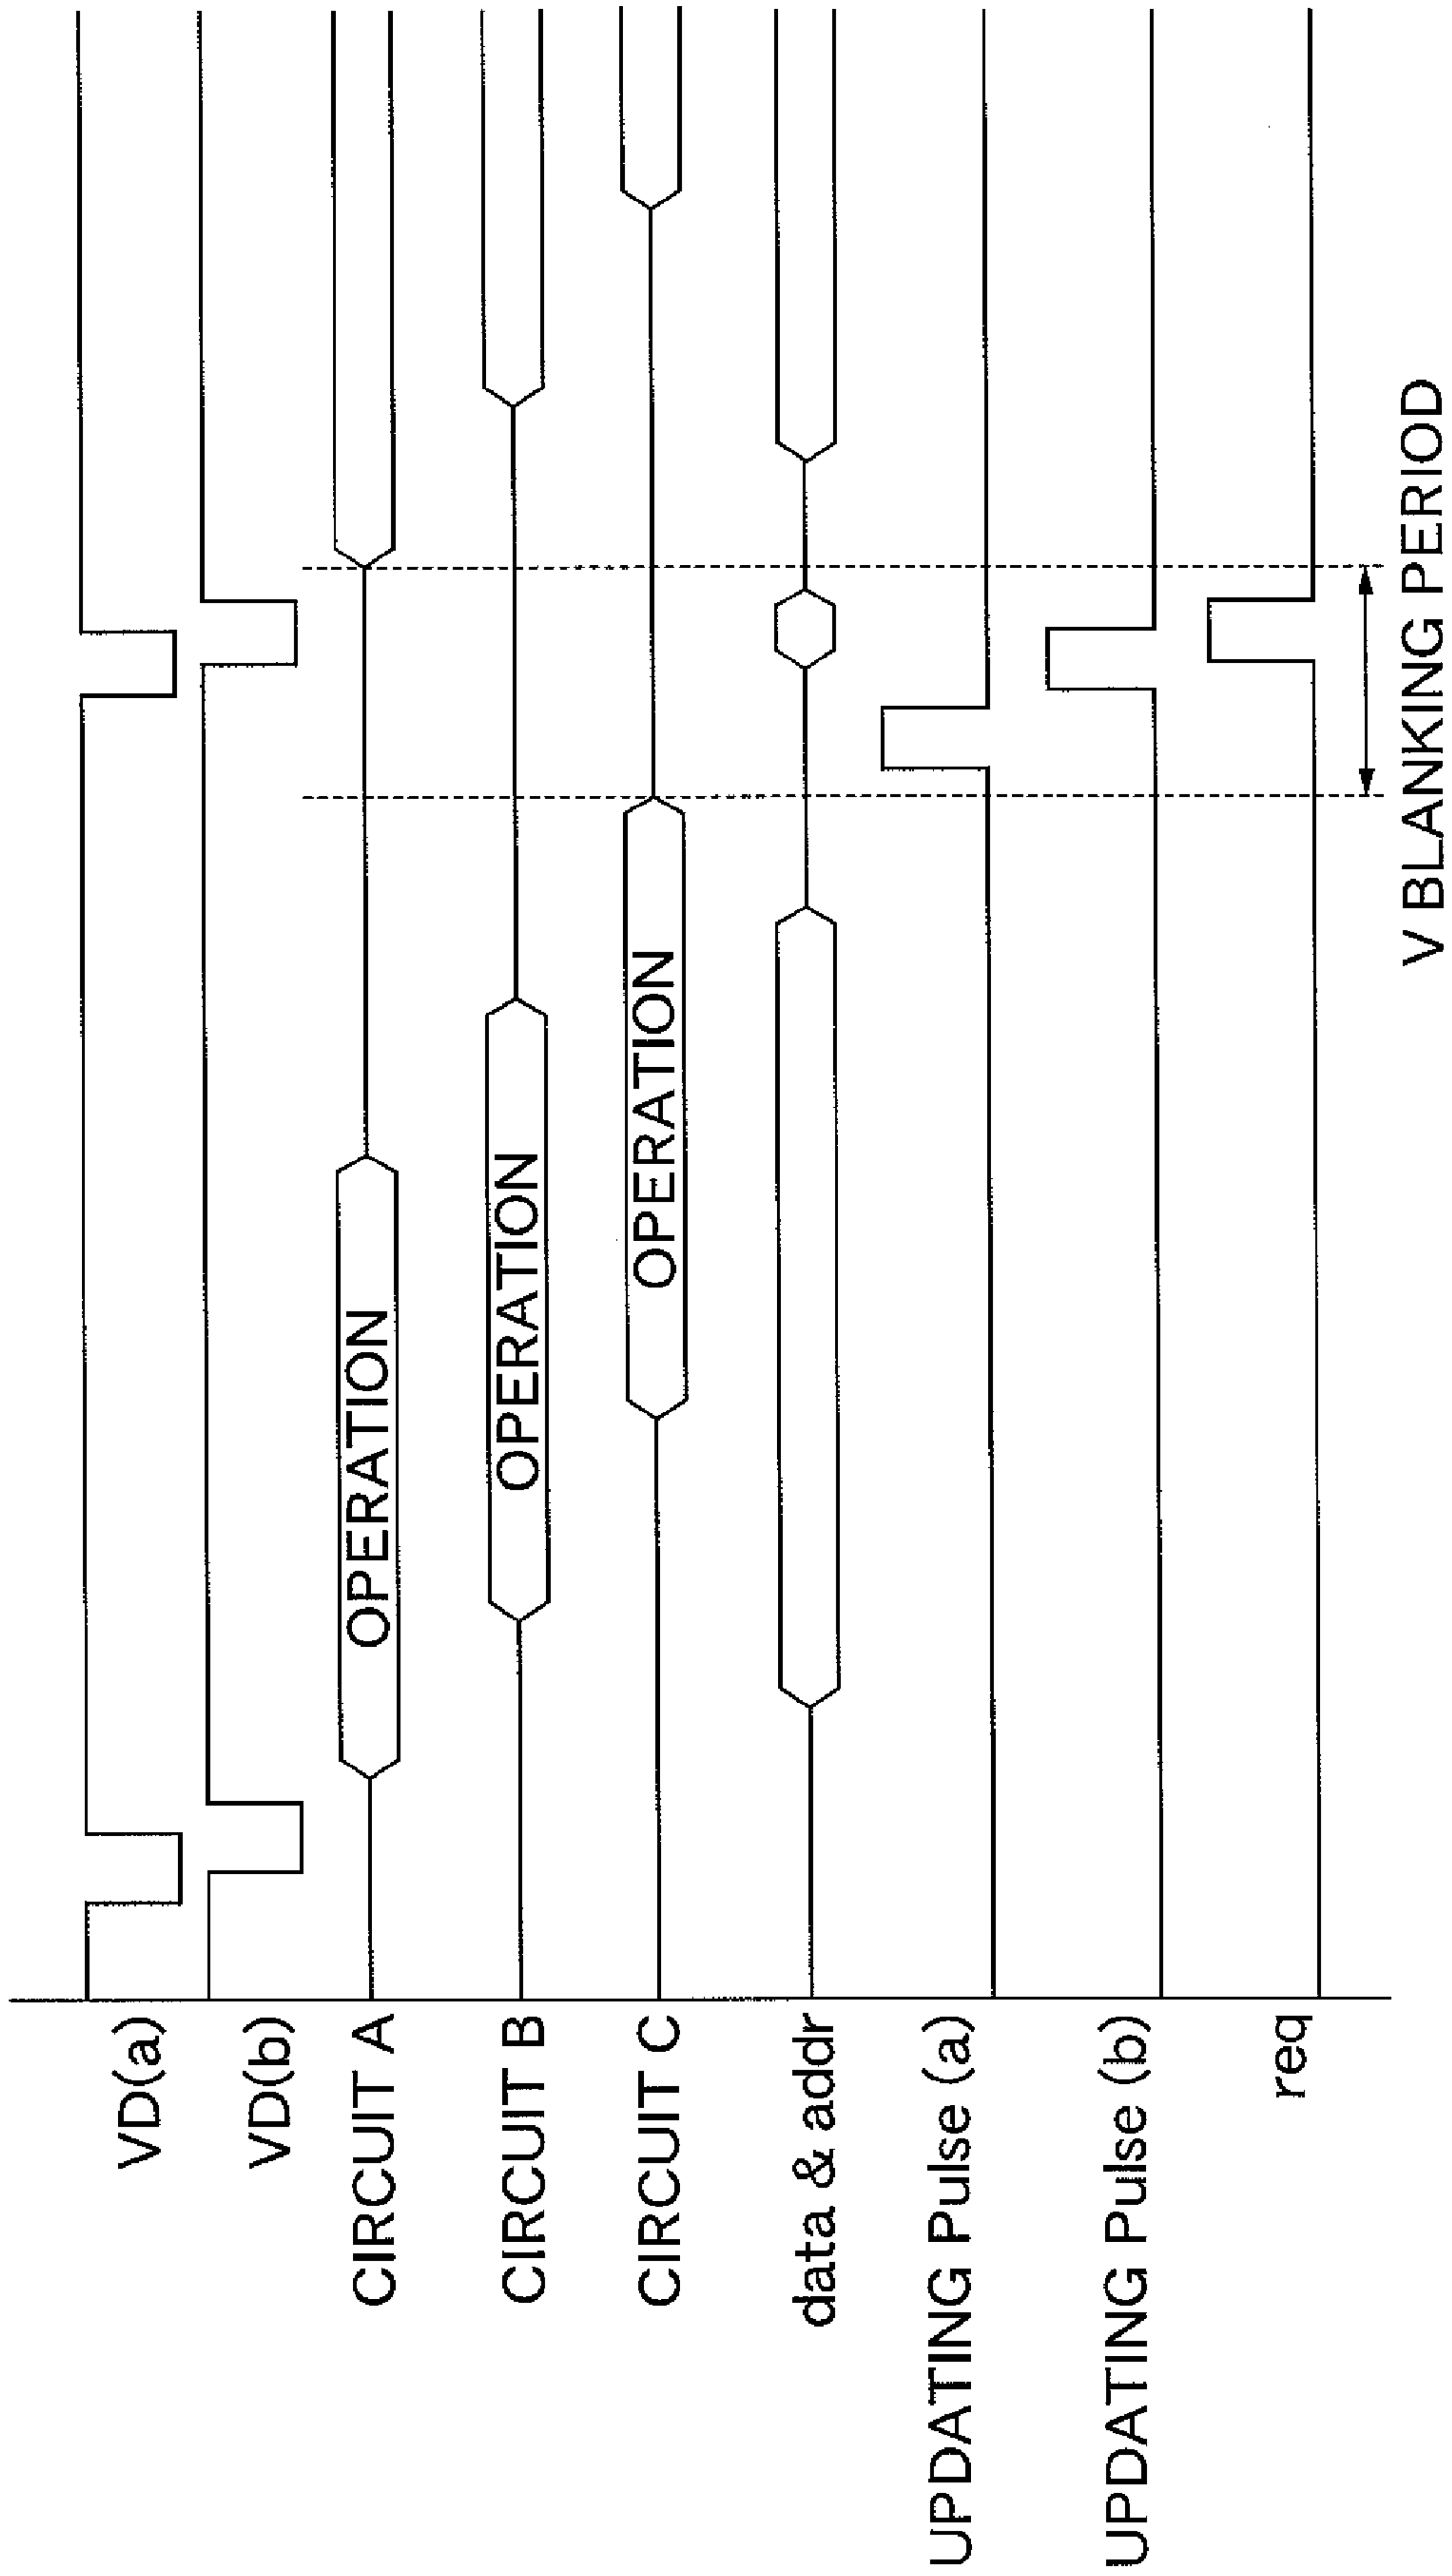 VD(a)
VD(b)
CIRCUIT A
OPERATION
CIRCUIT B
OPERATION
CIRCUIT C
OPERATION
data & addr
UPDATING Pulse (a)
UPDATING Pulse (b)
req
V BLANKING PERIOD